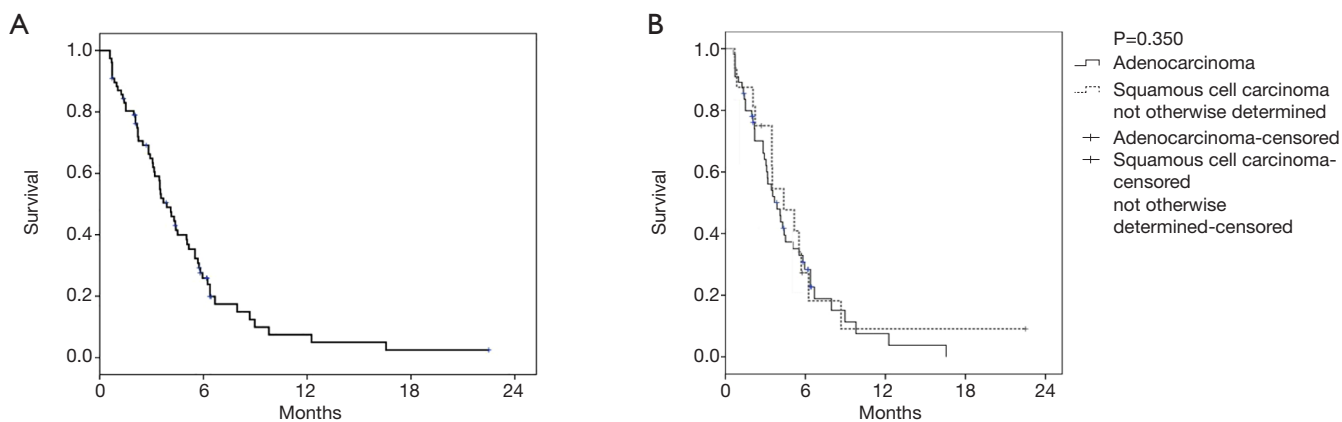 A
1.0
0.8
0.6
0.4
0.2
0.0
Survival
0 6 12 18 24
Months
B
1.0
0.8
0.6
0.4
0.2
0.0
Survival
0 6 12 18 24
Months
P=0.350
Adenocarcinoma
Squamous cell carcinoma
not otherwise determined
Adenocarcinoma-censored
Squamous cell carcinoma-
censored
not otherwise
determined-censored